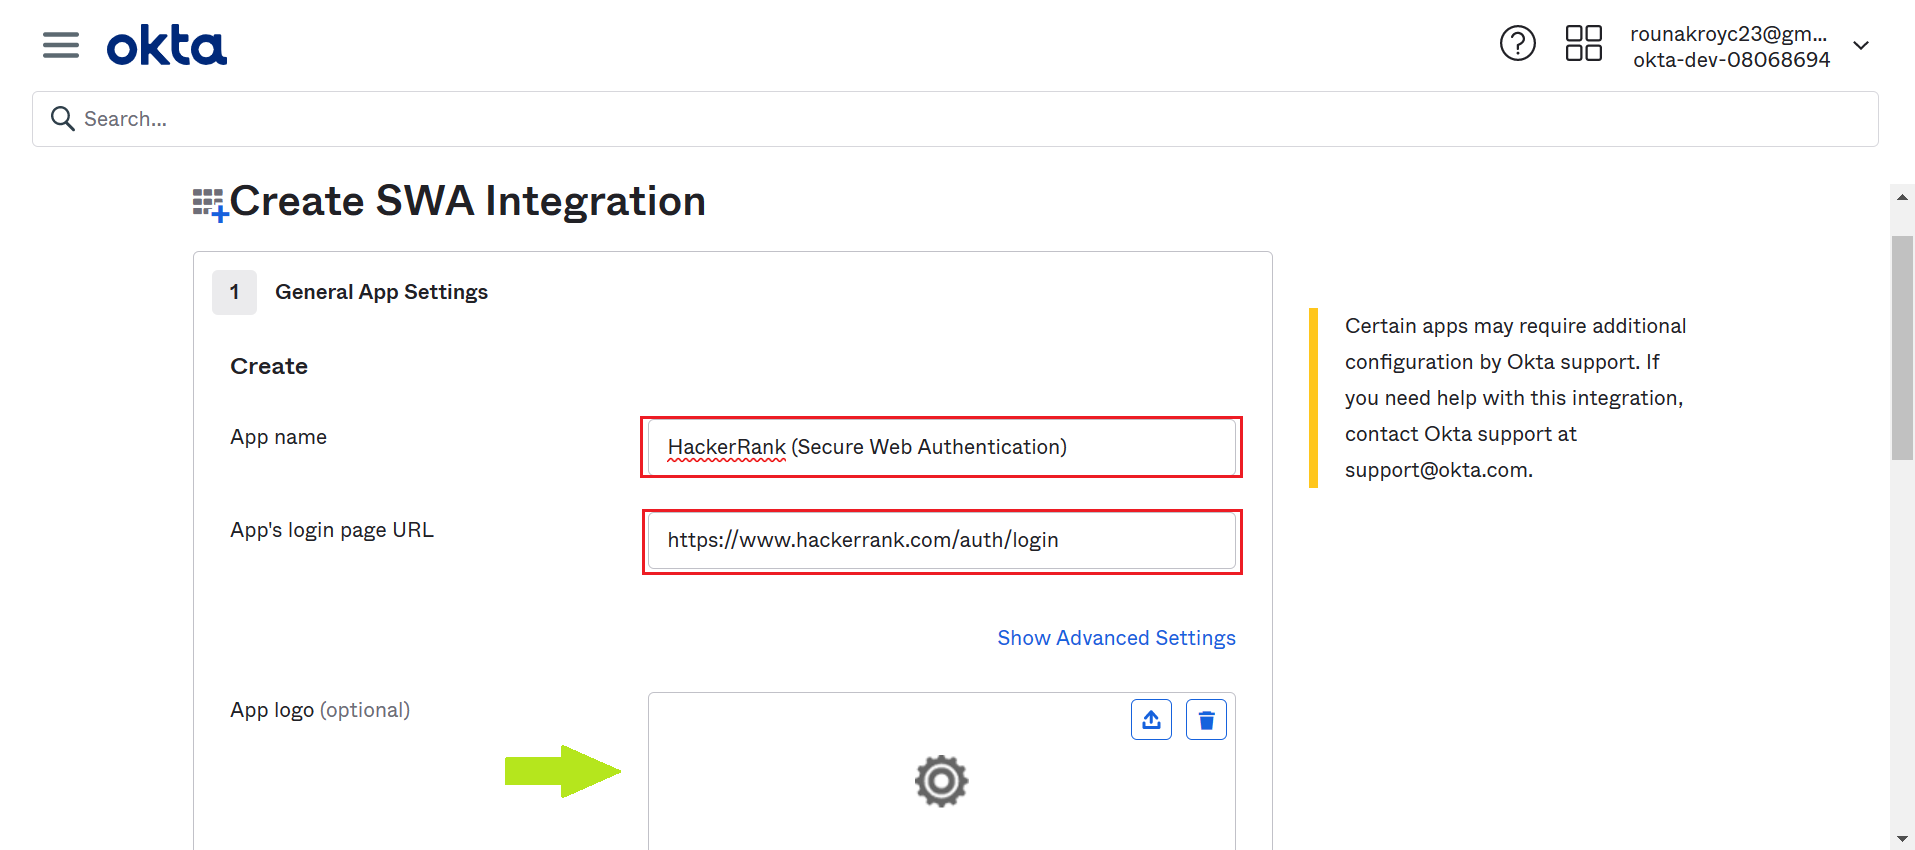 okta
rounakroyc23@gm...
okta-dev-08068694
Search...
Create SWA Integration
1 General App Settings
Create
App name
HackerRank (Secure Web Authentication)
App's login page URL
https://www.hackerrank.com/auth/login
Show Advanced Settings
App logo (optional)
Certain apps may require additional
configuration by Okta support. If
you need help with this integration,
contact Okta support at
support@okta.com.